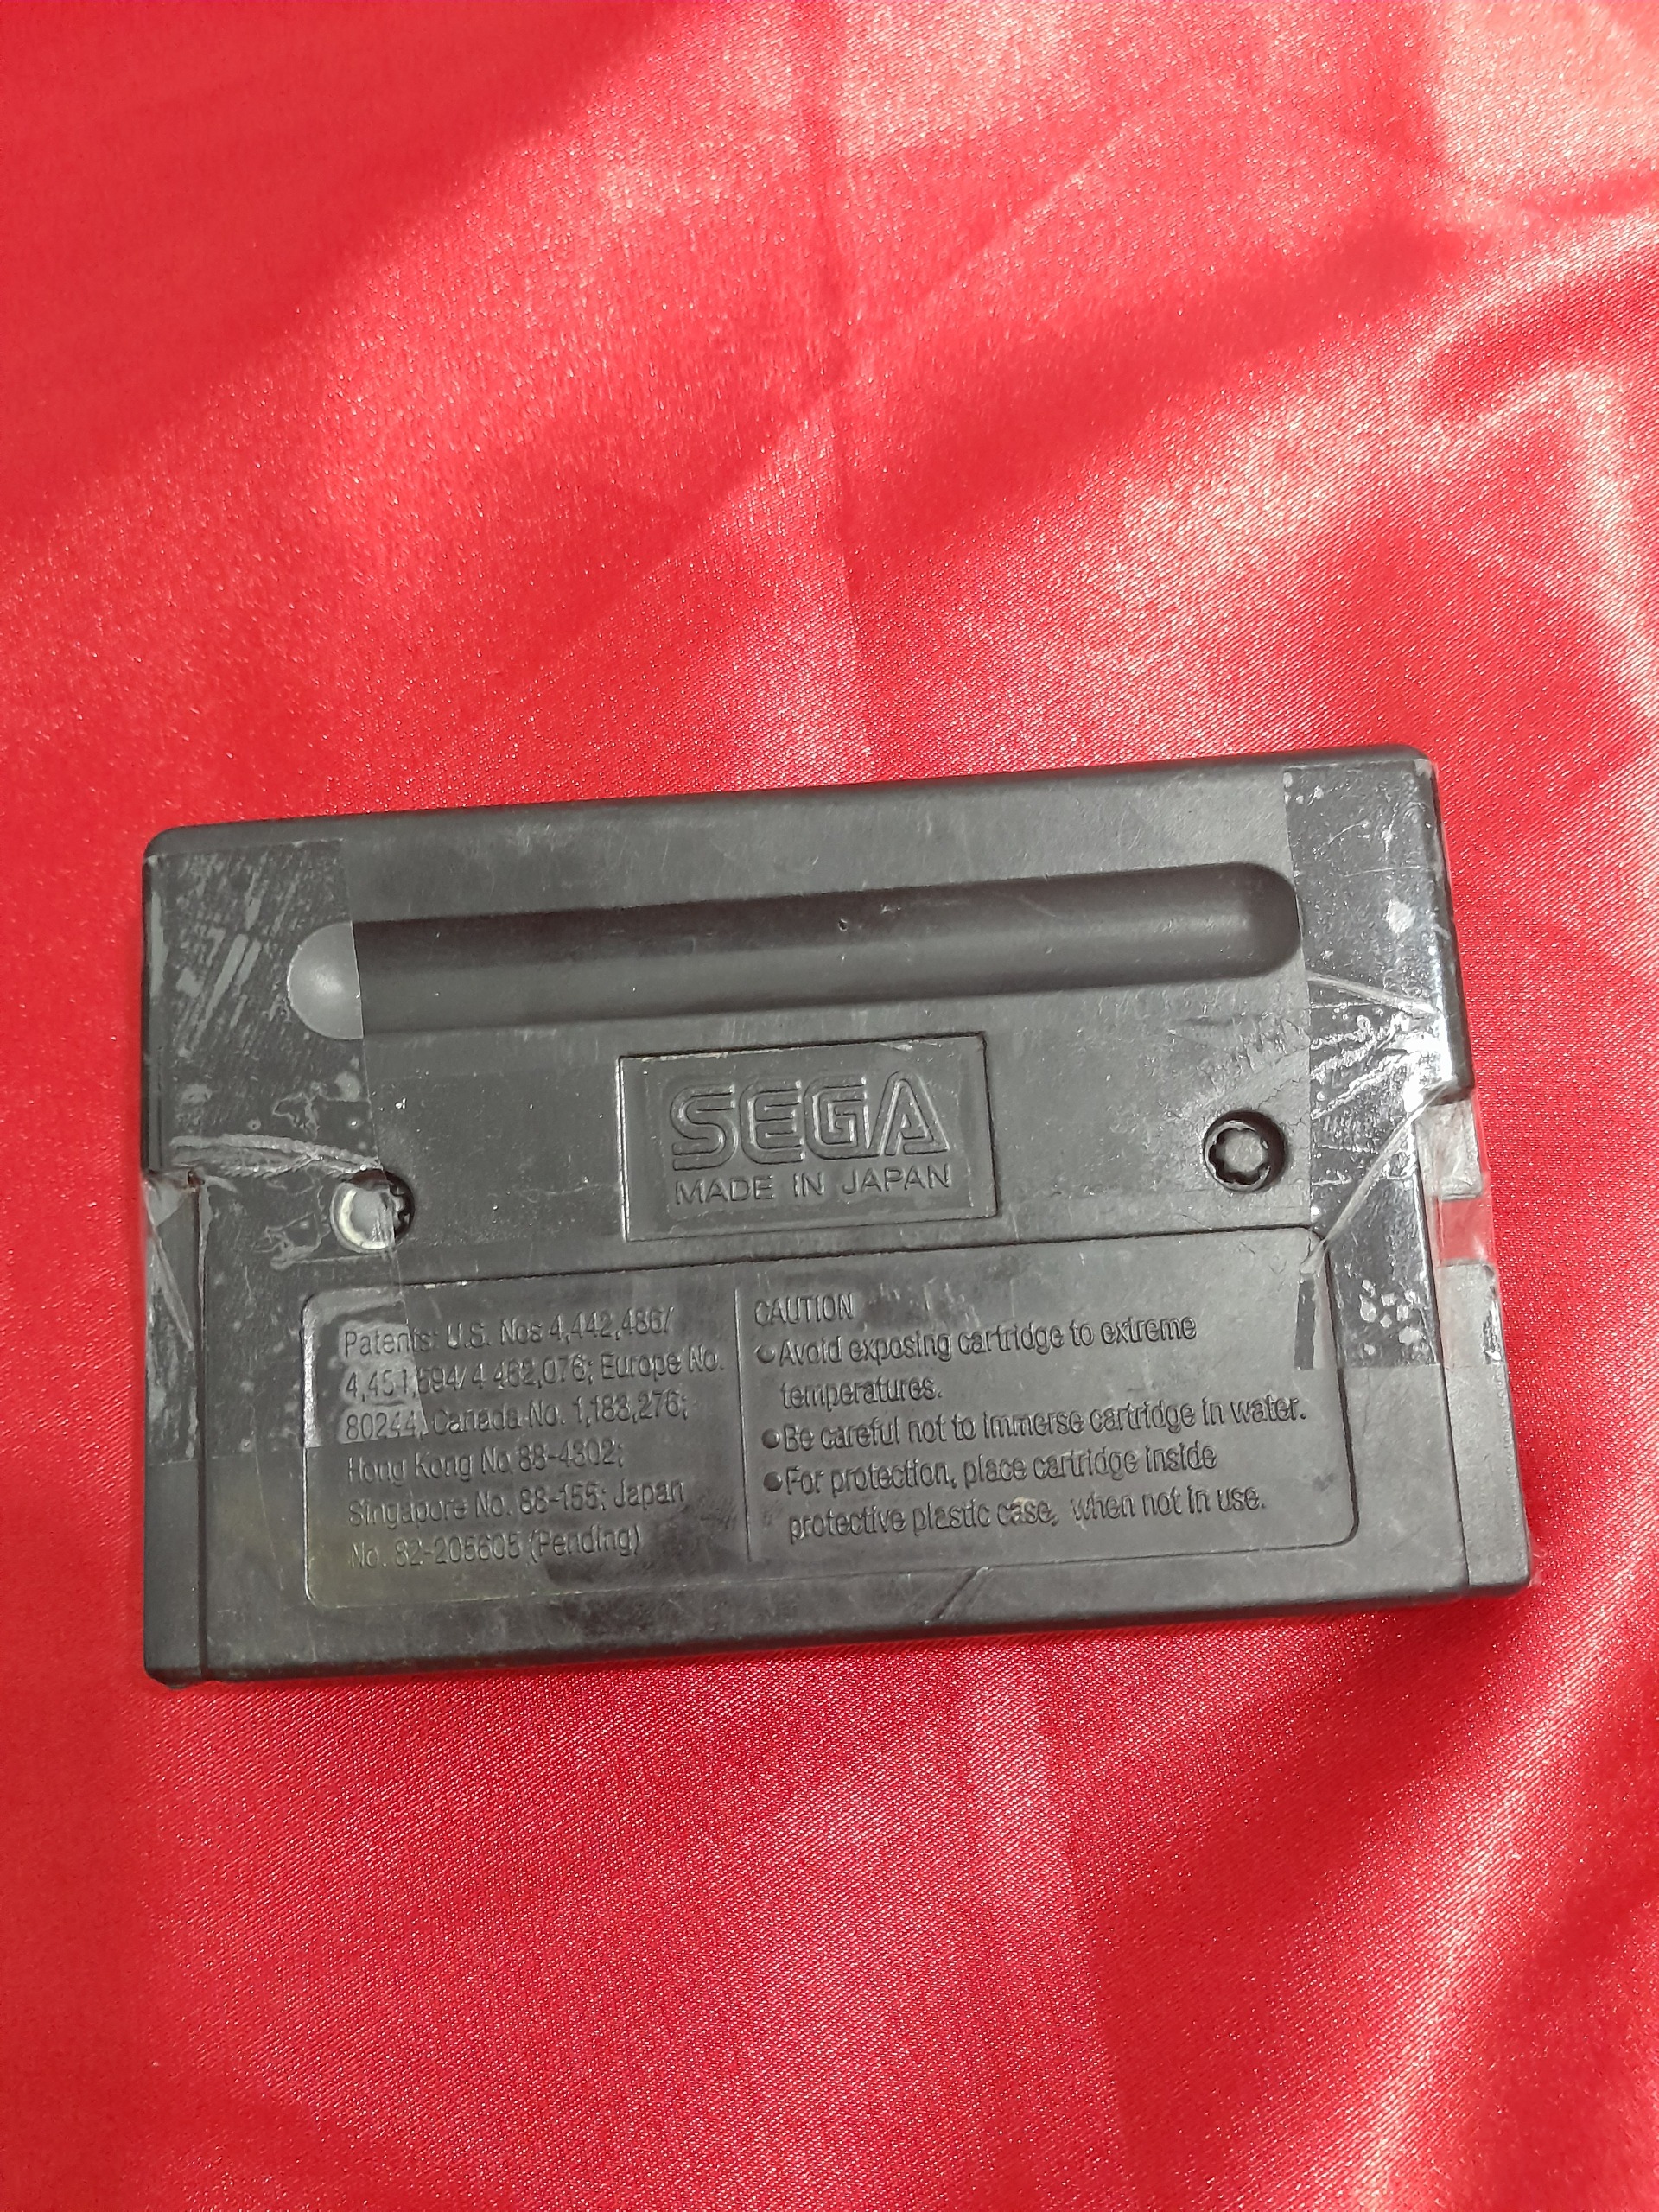 SEGA
MADE IN JAPAN
Patents: U.S. Nos 4,442,486/
4,451,594/4 462,076; Europe No.
80244; Canada No. 1,183,276;
Hong Kong No 88-4302;
Singapore No. 88-155; Japan
No. 82-205605 (Pending)
CAUTION
●Avoid exposing cartridge to extreme
temperatures.
●Be careful not to immerse cartridge in water.
●For protection, place cartridge inside
protective plastic case, when not in use.